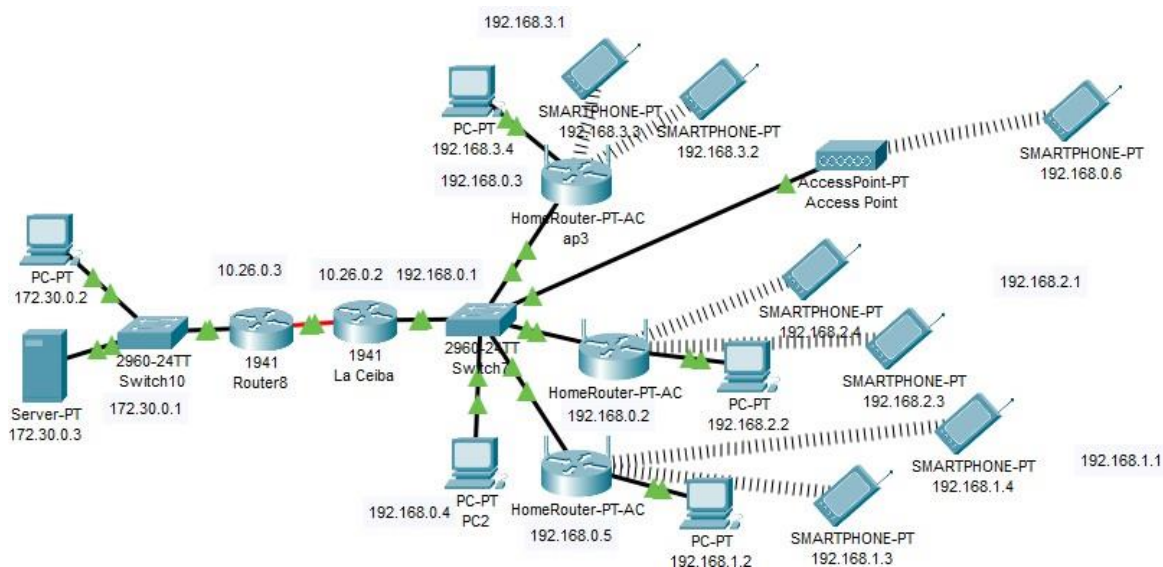 192.168.3.1
PC-PT
192.168.3.4
SMARTPHONE-PT
192.168.3.3
SMARTPHONE-PT
192.168.3.2
192.168.0.3
HomeRouter-PT-AC
ap3
AccessPoint-PT
Access Point
SMARTPHONE-PT
192.168.0.6
PC-PT
172.30.0.2
10.26.0.3
10.26.0.2
192.168.0.1
2960-24TT
Switch10
172.30.0.1
Server-PT
172.30.0.3
1941
Router8
1941
La Ceiba
2960-24TT
Switch7
192.168.2.1
SMARTPHONE-PT
192.168.2.4
HomeRouter-PT-AC
192.168.0.2
PC-PT
192.168.2.2
SMARTPHONE-PT
192.168.2.3
192.168.0.4
PC-PT
PC2
HomeRouter-PT-AC
192.168.0.5
PC-PT
192.168.1.2
SMARTPHONE-PT
192.168.1.4
192.168.1.1
SMARTPHONE-PT
192.168.1.3